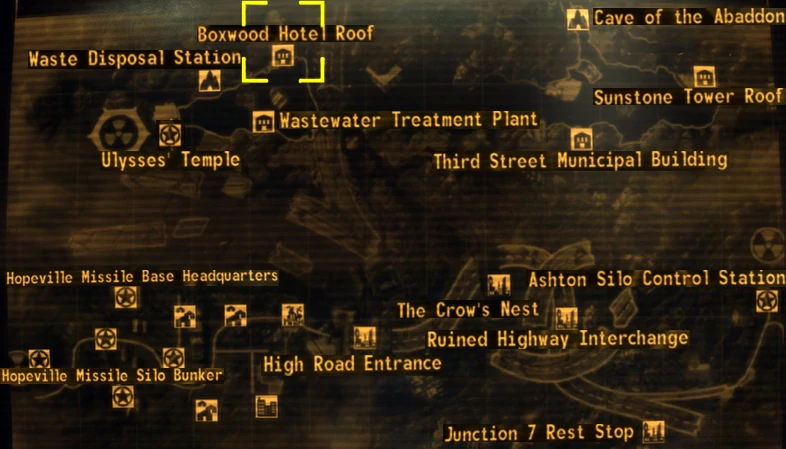 Cave of the Abaddon
Boxwood Hotel Roof
Waste Disposal Station
Sunstone Tower Roof
Wastewater Treatment Plant
Ulysses' Temple
Third Street Municipal Building
Hopeville Missile Base Headquarters
Ashton Silo Control Station
The Crow's Nest
Ruined Highway Interchange
High Road Entrance
Hopeville Missile Silo Bunker
Junction 7 Rest Stop